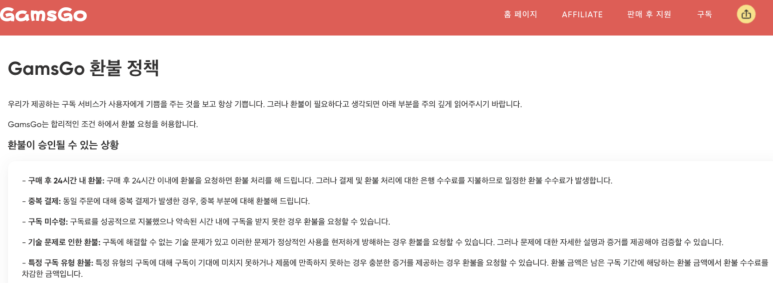 GamsGo
홈 페이지 AFFILIATE 판매 후 지원 구독
GamsGo 환불 정책
우리가 제공하는 구독 서비스가 사용자에게 기쁨을 주는 것을 보고 항상 기쁩니다. 그러나 환불이 필요하다고 생각되면 아래 부분을 주의 깊게 읽어주시기 바랍니다.
GamsGo는 합리적인 조건 하에서 환불 요청을 허용합니다.
환불이 승인될 수 있는 상황
- 구매 후 24시간 내 환불: 구매 후 24시간 이내에 환불을 요청하면 환불 처리를 해 드립니다. 그러나 결제 및 환불 처리에 대한 은행 수수료를 지불하므로 일정한 환불 수수료가 발생합니다.
- 중복 결제: 동일 주문에 대해 중복 결제가 발생한 경우, 중복 부분에 대해 환불해 드립니다.
- 구독 미수령: 구독료를 성공적으로 지불했으나 약속된 시간 내에 구독을 받지 못한 경우 환불을 요청할 수 있습니다.
- 기술 문제로 인한 환불: 구독에 해결할 수 없는 기술 문제가 있고 이러한 문제가 정상적인 사용을 현저하게 방해하는 경우 환불을 요청할 수 있습니다. 그러나 문제에 대한 자세한 설명과 증거를 제공해야 검증할 수 있습니다.
- 특정 구독 유형 환불: 특정 유형의 구독에 대해 구독이 기대에 미치지 못하거나 제품에 만족하지 못하는 경우 충분한 증거를 제공하는 경우 환불을 요청할 수 있습니다. 환불 금액은 남은 구독 기간에 해당하는 환불 금액에서 환불 수수료를
차감한 금액입니다.